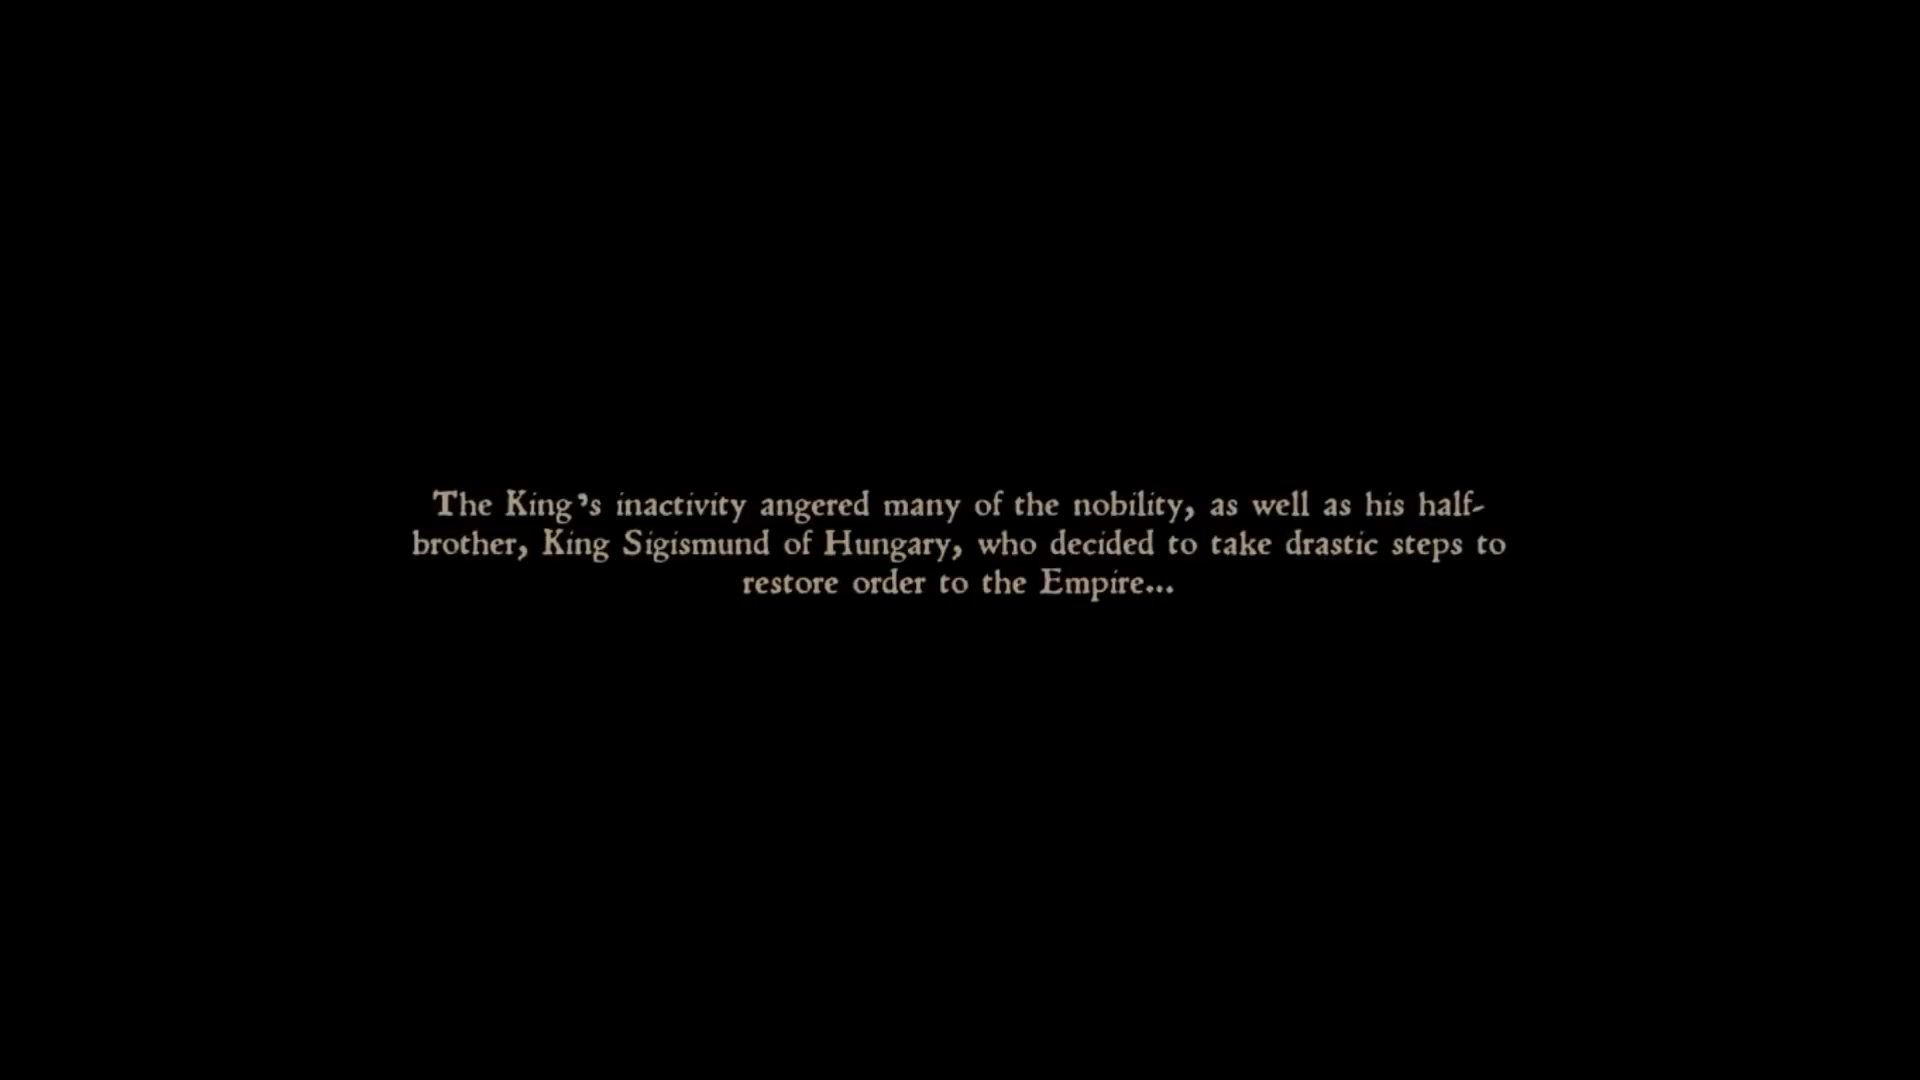 The King's inactivity angered many of the nobility, as well as his half-
brother, King Sigismund of Hungary, who decided to take drastic steps to
restore order to the Empire...